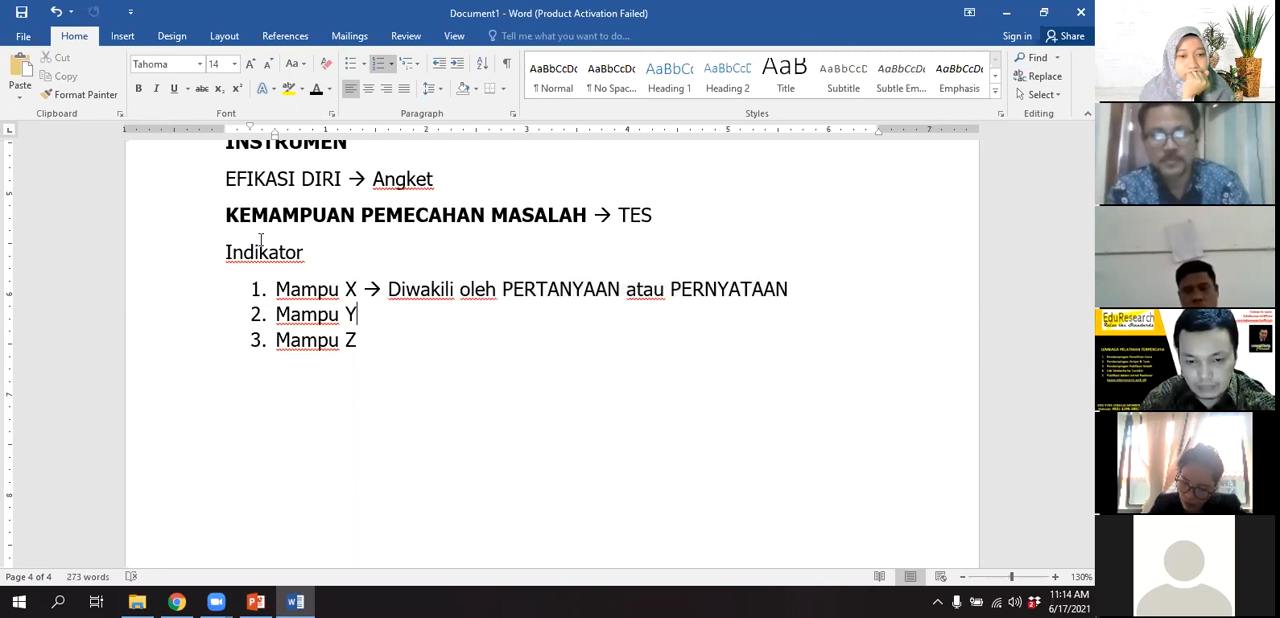 Document1 - Word (Product Activation Failed)
File Home Insert Design Layout References Mailings Review View Tell me what you want to do... Sign in Share
Paste Cut Copy Format Painter
Tahoma 14
AaBbCcDc AaBbCcDc AaBbCc AaBbCcD AaB AaBbCcD AaBbCcDc AaBbCcDc
¶ Normal ¶ No Spac... Heading 1 Heading 2 Title Subtitle Subtle Em... Emphasis
Find Replace Select
Clipboard Font Paragraph Styles Editing
INSTRUMEN
EFIKASI DIRI → Angket
KEMAMPUAN PEMECAHAN MASALAH → TES
Indikator
1. Mampu X → Diwakili oleh PERTANYAAN atau PERNYATAAN
2. Mampu Y
3. Mampu Z
EduResearch
Page 4 of 4 273 words 130%
11:14 AM
6/17/2021